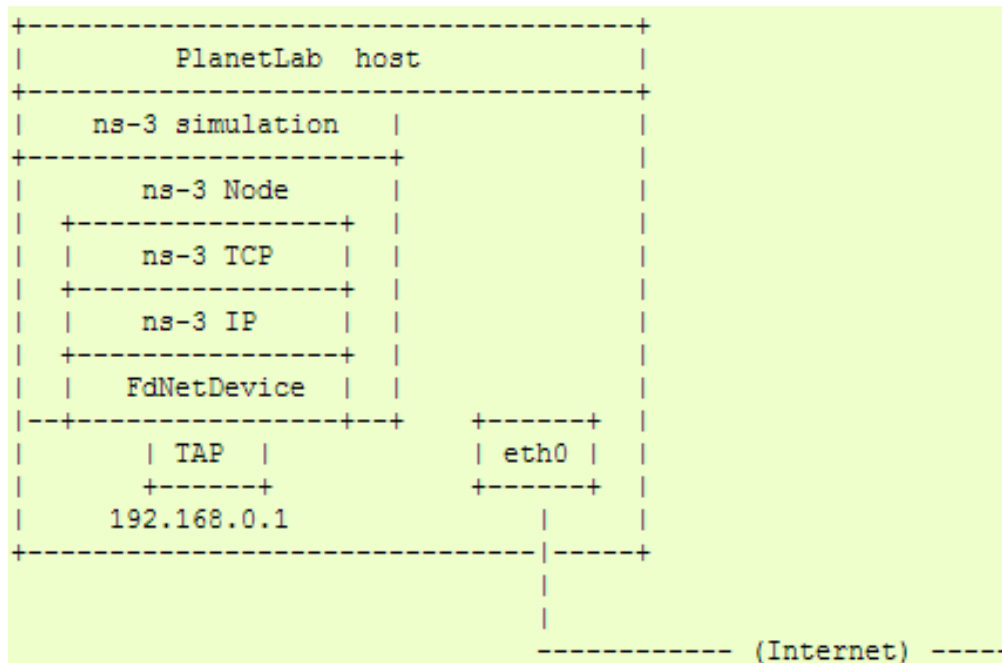 PlanetLab host
ns-3 simulation
ns-3 Node
ns-3 TCP
ns-3 IP
FdNetDevice
TAP eth0
192.168.0.1
(Internet)